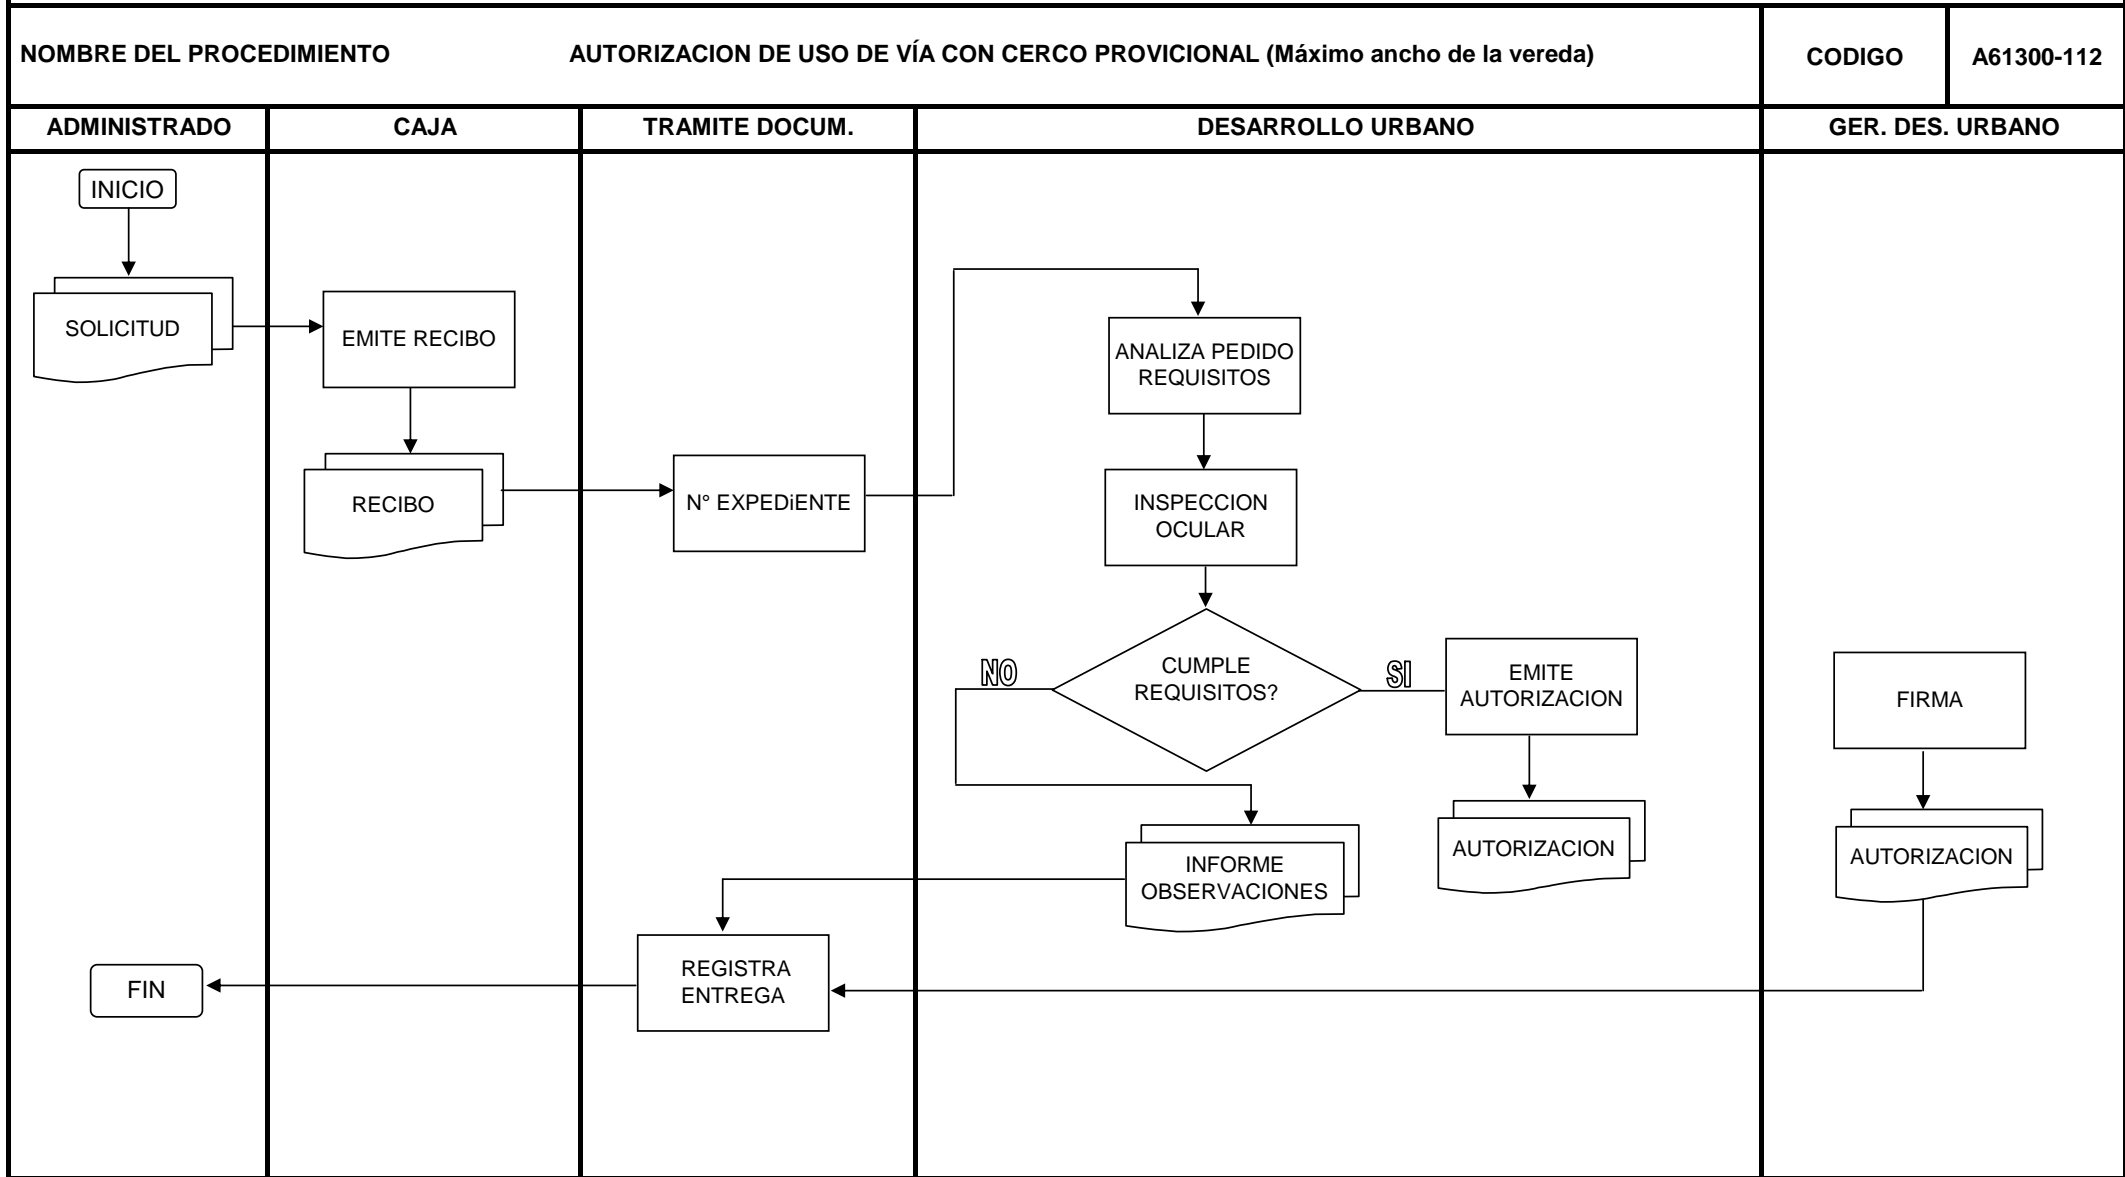 NOMBRE DEL PROCEDIMIENTO
AUTORIZACION DE USO DE VÍA CON CERCO PROVICIONAL (Máximo ancho de la vereda)
CODIGO
A61300-112
ADMINISTRADO
CAJA
TRAMITE DOCUM.
DESARROLLO URBANO
GER. DES. URBANO
INICIO
SOLICITUD
EMITE RECIBO
RECIBO
N° EXPEDiENTE
ANALIZA PEDIDO
REQUISITOS
INSPECCION
OCULAR
CUMPLE
REQUISITOS?
NO
SI
EMITE
AUTORIZACION
FIRMA
AUTORIZACION
AUTORIZACION
INFORME
OBSERVACIONES
REGISTRA
ENTREGA
FIN